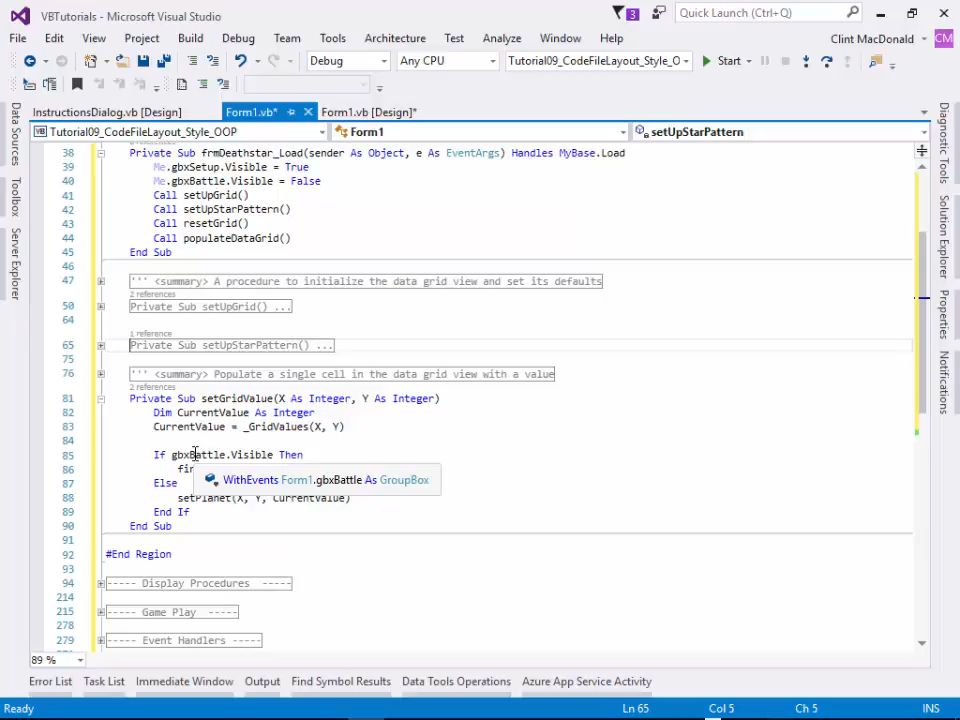 VBTutorials - Microsoft Visual Studio
3
Quick Launch (Ctrl+Q)
File Edit View Project Build Debug Team Tools Architecture Test Analyze Window Help
Clint MacDonald CM
Debug Any CPU Tutorial09_CodeFileLayout_Style_O Start
InstructionsDialog.vb [Design] Form1.vb* Form1.vb [Design]*
Tutorial09_CodeFileLayout_Style_OOP Form1 setUpStarPattern
Data Sources
Toolbox
Server Explorer
38 Private Sub frmDeathstar_Load(sender As Object, e As EventArgs) Handles MyBase.Load
39 Me.gbxSetup.Visible = True
40 Me.gbxBattle.Visible = False
41 Call setUpGrid()
42 Call setUpStarPattern()
43 Call resetGrid()
44 Call populateDataGrid()
45 End Sub
46
47 ''' <summary> A procedure to initialize the data grid view and set its defaults
2 references
50 Private Sub setUpGrid() ...
64
1 reference
65 Private Sub setUpStarPattern() ...
75
76 ''' <summary> Populate a single cell in the data grid view with a value
2 references
81 Private Sub setGridValue(X As Integer, Y As Integer)
82 Dim CurrentValue As Integer
83 CurrentValue = _GridValues(X, Y)
84
85 If gbxBattle.Visible Then
86 fir
WithEvents Form1.gbxBattle As GroupBox
87 Else
88 setPlanet(X, Y, CurrentValue)
89 End If
90 End Sub
91
92 #End Region
93
94 ----- Display Procedures -----
214
215 ----- Game Play -----
278
279 ----- Event Handlers -----
Diagnostic Tools
Solution Explorer
Properties
Notifications
89 %
Error List Task List Immediate Window Output Find Symbol Results Data Tools Operations Azure App Service Activity
Ready Ln 65 Col 5 Ch 5 INS